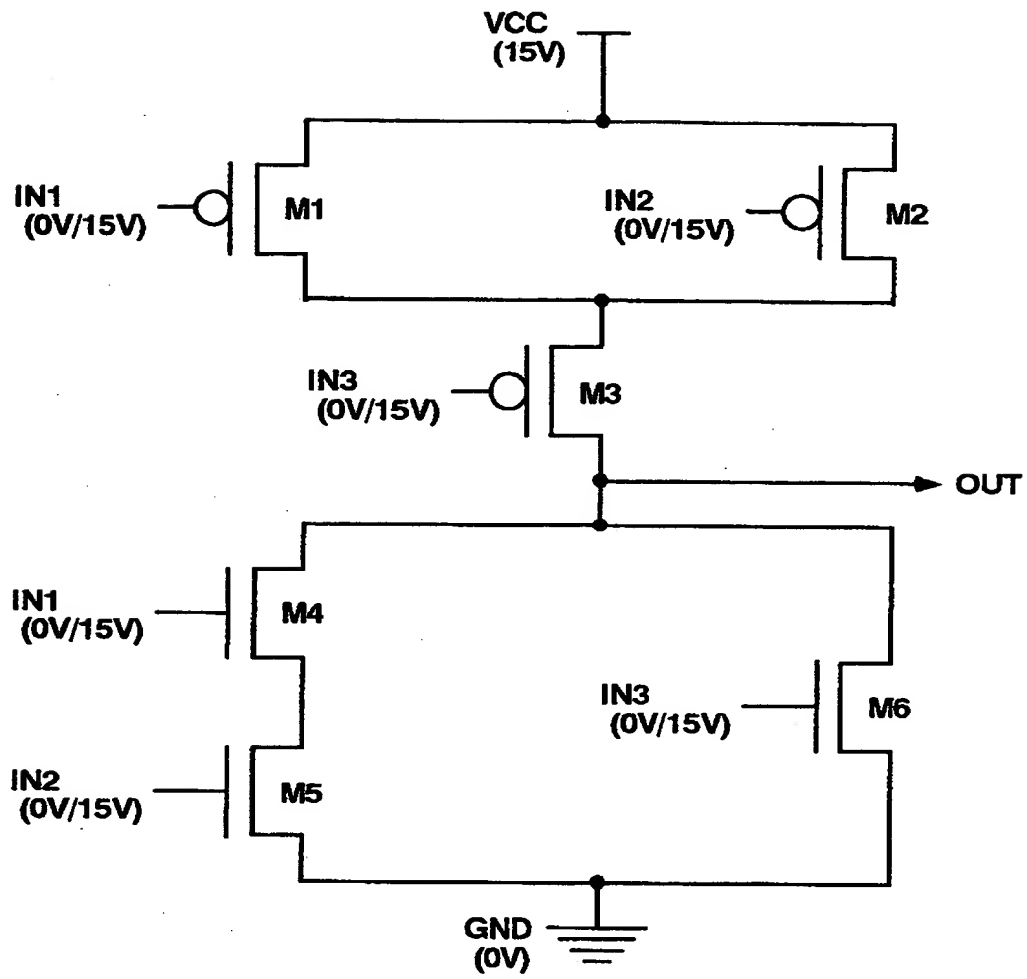 VCC
(15V)
IN1
(0V/15V)
M1
IN2
(0V/15V)
M2
IN3
(0V/15V)
M3
OUT
IN1
(0V/15V)
M4
IN3
(0V/15V)
M6
IN2
(0V/15V)
M5
GND
(0V)